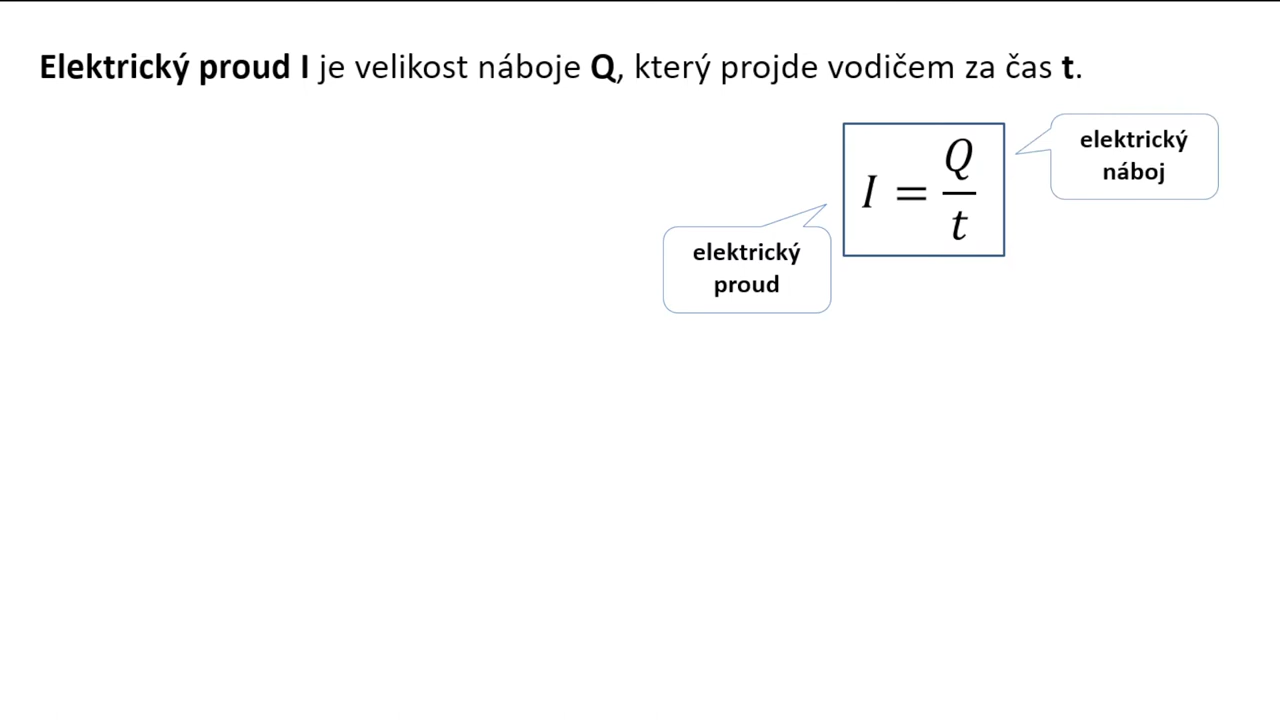 Elektrický proud I je velikost náboje Q, který projde vodičem za čas t.
I = Q/t
elektrický
náboj
elektrický
proud